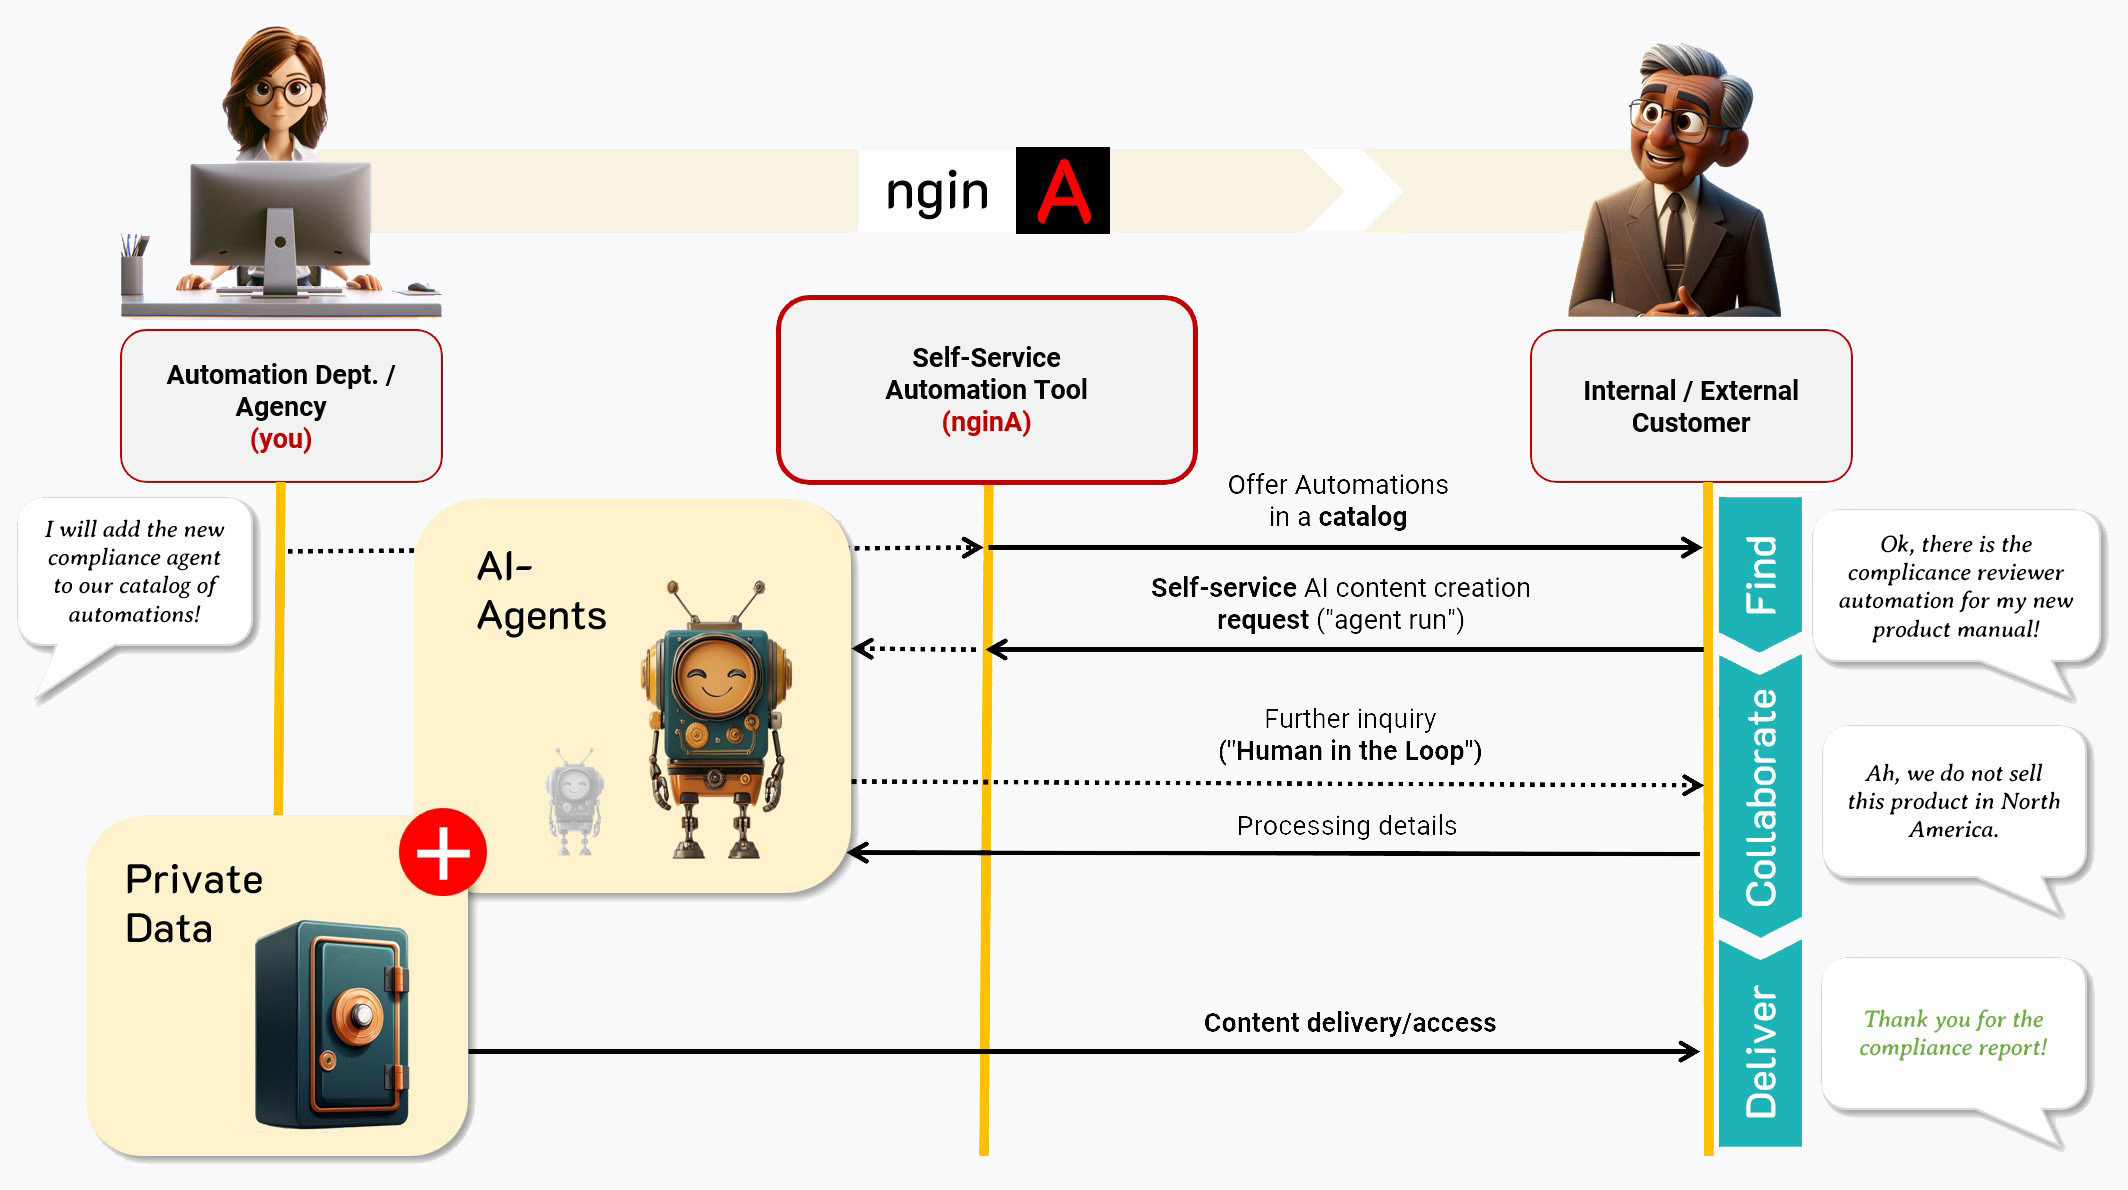 ngin A
Automation Dept. /
Agency
(you)
Self-Service
Automation Tool
(nginA)
Internal / External
Customer
I will add the new
compliance agent
to our catalog of
automations!
AI-
Agents
Private
Data
Offer Automations
in a catalog
Self-service AI content creation
request ("agent run")
Further inquiry
("Human in the Loop")
Processing details
Content delivery/access
Find
Collaborate
Deliver
Ok, there is the
complicance reviewer
automation for my new
product manual!
Ah, we do not sell
this product in North
America.
Thank you for the
compliance report!